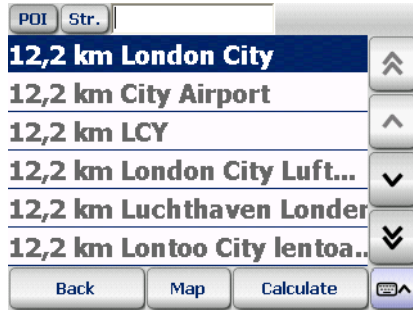 POI Str.
12,2 km London City
12,2 km City Airport
12,2 km LCY
12,2 km London City Luft...
12,2 km Luchthaven Londen
12,2 km Lontoo City lentoa..
Back Map Calculate